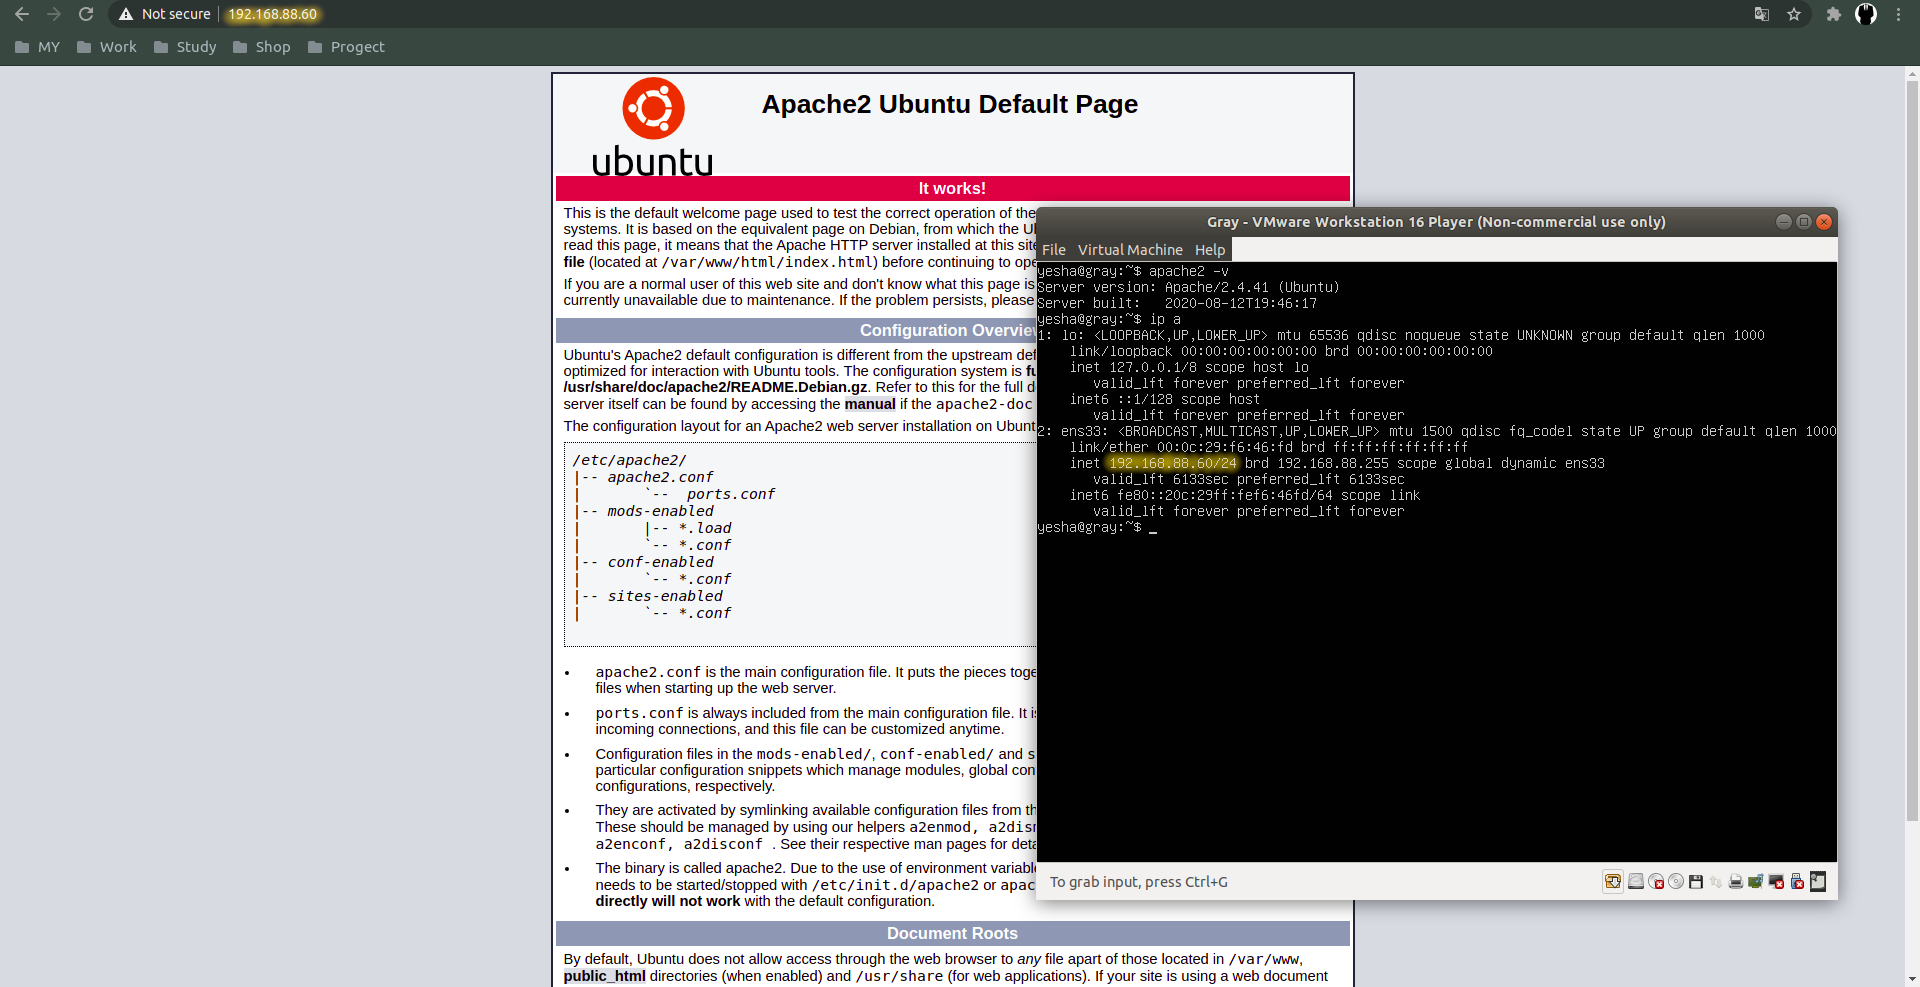 Not secure
192.168.88.60
MY
Work
Study
Shop
Progect
ubuntu
Apache2 Ubuntu Default Page
It works!
This is the default welcome page used to test the correct operation of the
systems. It is based on the equivalent page on Debian, from which the
read this page, it means that the Apache HTTP server installed at this
file (located at /var/www/html/index.html) before continuing to
If you are a normal user of this web site and don't know what this page is
currently unavailable due to maintenance. If the problem persists, please
Configuration
Ubuntu's Apache2 default configuration is different from the upstream
optimized for interaction with Ubuntu tools. The configuration system is
/usr/share/doc/apache2/README.Debian.gz. Refer to this for the full
server itself can be found by accessing the manual if the apache2-doc
The configuration layout for an Apache2 web server installation on
/etc/apache2/
|-- apache2.conf
|       `--  ports.conf
|-- mods-enabled
|       |-- *.load
|       `-- *.conf
|-- conf-enabled
|       `-- *.conf
|-- sites-enabled
|       `-- *.conf
• apache2.conf is the main configuration file. It puts the pieces
files when starting up the web server.
• ports.conf is always included from the main configuration file. It
incoming connections, and this file can be customized anytime.
• Configuration files in the mods-enabled/, conf-enabled/ and
particular configuration snippets which manage modules, global
configurations, respectively.
• They are activated by symlinking available configuration files from
These should be managed by using our helpers a2enmod,
a2enconf, a2disconf . See their respective man pages for
• The binary is called apache2. Due to the use of environment
needs to be started/stopped with /etc/init.d/apache2 or
directly will not work with the default configuration.
Document Roots
By default, Ubuntu does not allow access through the web browser to any file apart of those located in /var/www,
public_html directories (when enabled) and /usr/share (for web applications). If your site is using a web document
Gray - VMware Workstation 16 Player (Non-commercial use only)
File
Virtual Machine
Help
yesha@gray:~$ apache2 -v
Server version: Apache/2.4.41 (Ubuntu)
Server built:   2020-08-12T19:46:17
yesha@gray:~$ ip a
1: lo: <LOOPBACK,UP,LOWER_UP> mtu 65536 qdisc noqueue state UNKNOWN group default qlen 1000
link/loopback 00:00:00:00:00:00 brd 00:00:00:00:00:00
inet 127.0.0.1/8 scope host lo
valid_lft forever preferred_lft forever
inet6 ::1/128 scope host
valid_lft forever preferred_lft forever
2: ens33: <BROADCAST,MULTICAST,UP,LOWER_UP> mtu 1500 qdisc fq_codel state UP group default qlen 1000
link/ether 00:0c:29:f6:46:fd brd ff:ff:ff:ff:ff:ff
inet 192.168.88.60/24 brd 192.168.88.255 scope global dynamic ens33
valid_lft 6133sec preferred_lft 6133sec
inet6 fe80::20c:29ff:fef6:46fd/64 scope link
valid_lft forever preferred_lft forever
yesha@gray:~$ _
To grab input, press Ctrl+G